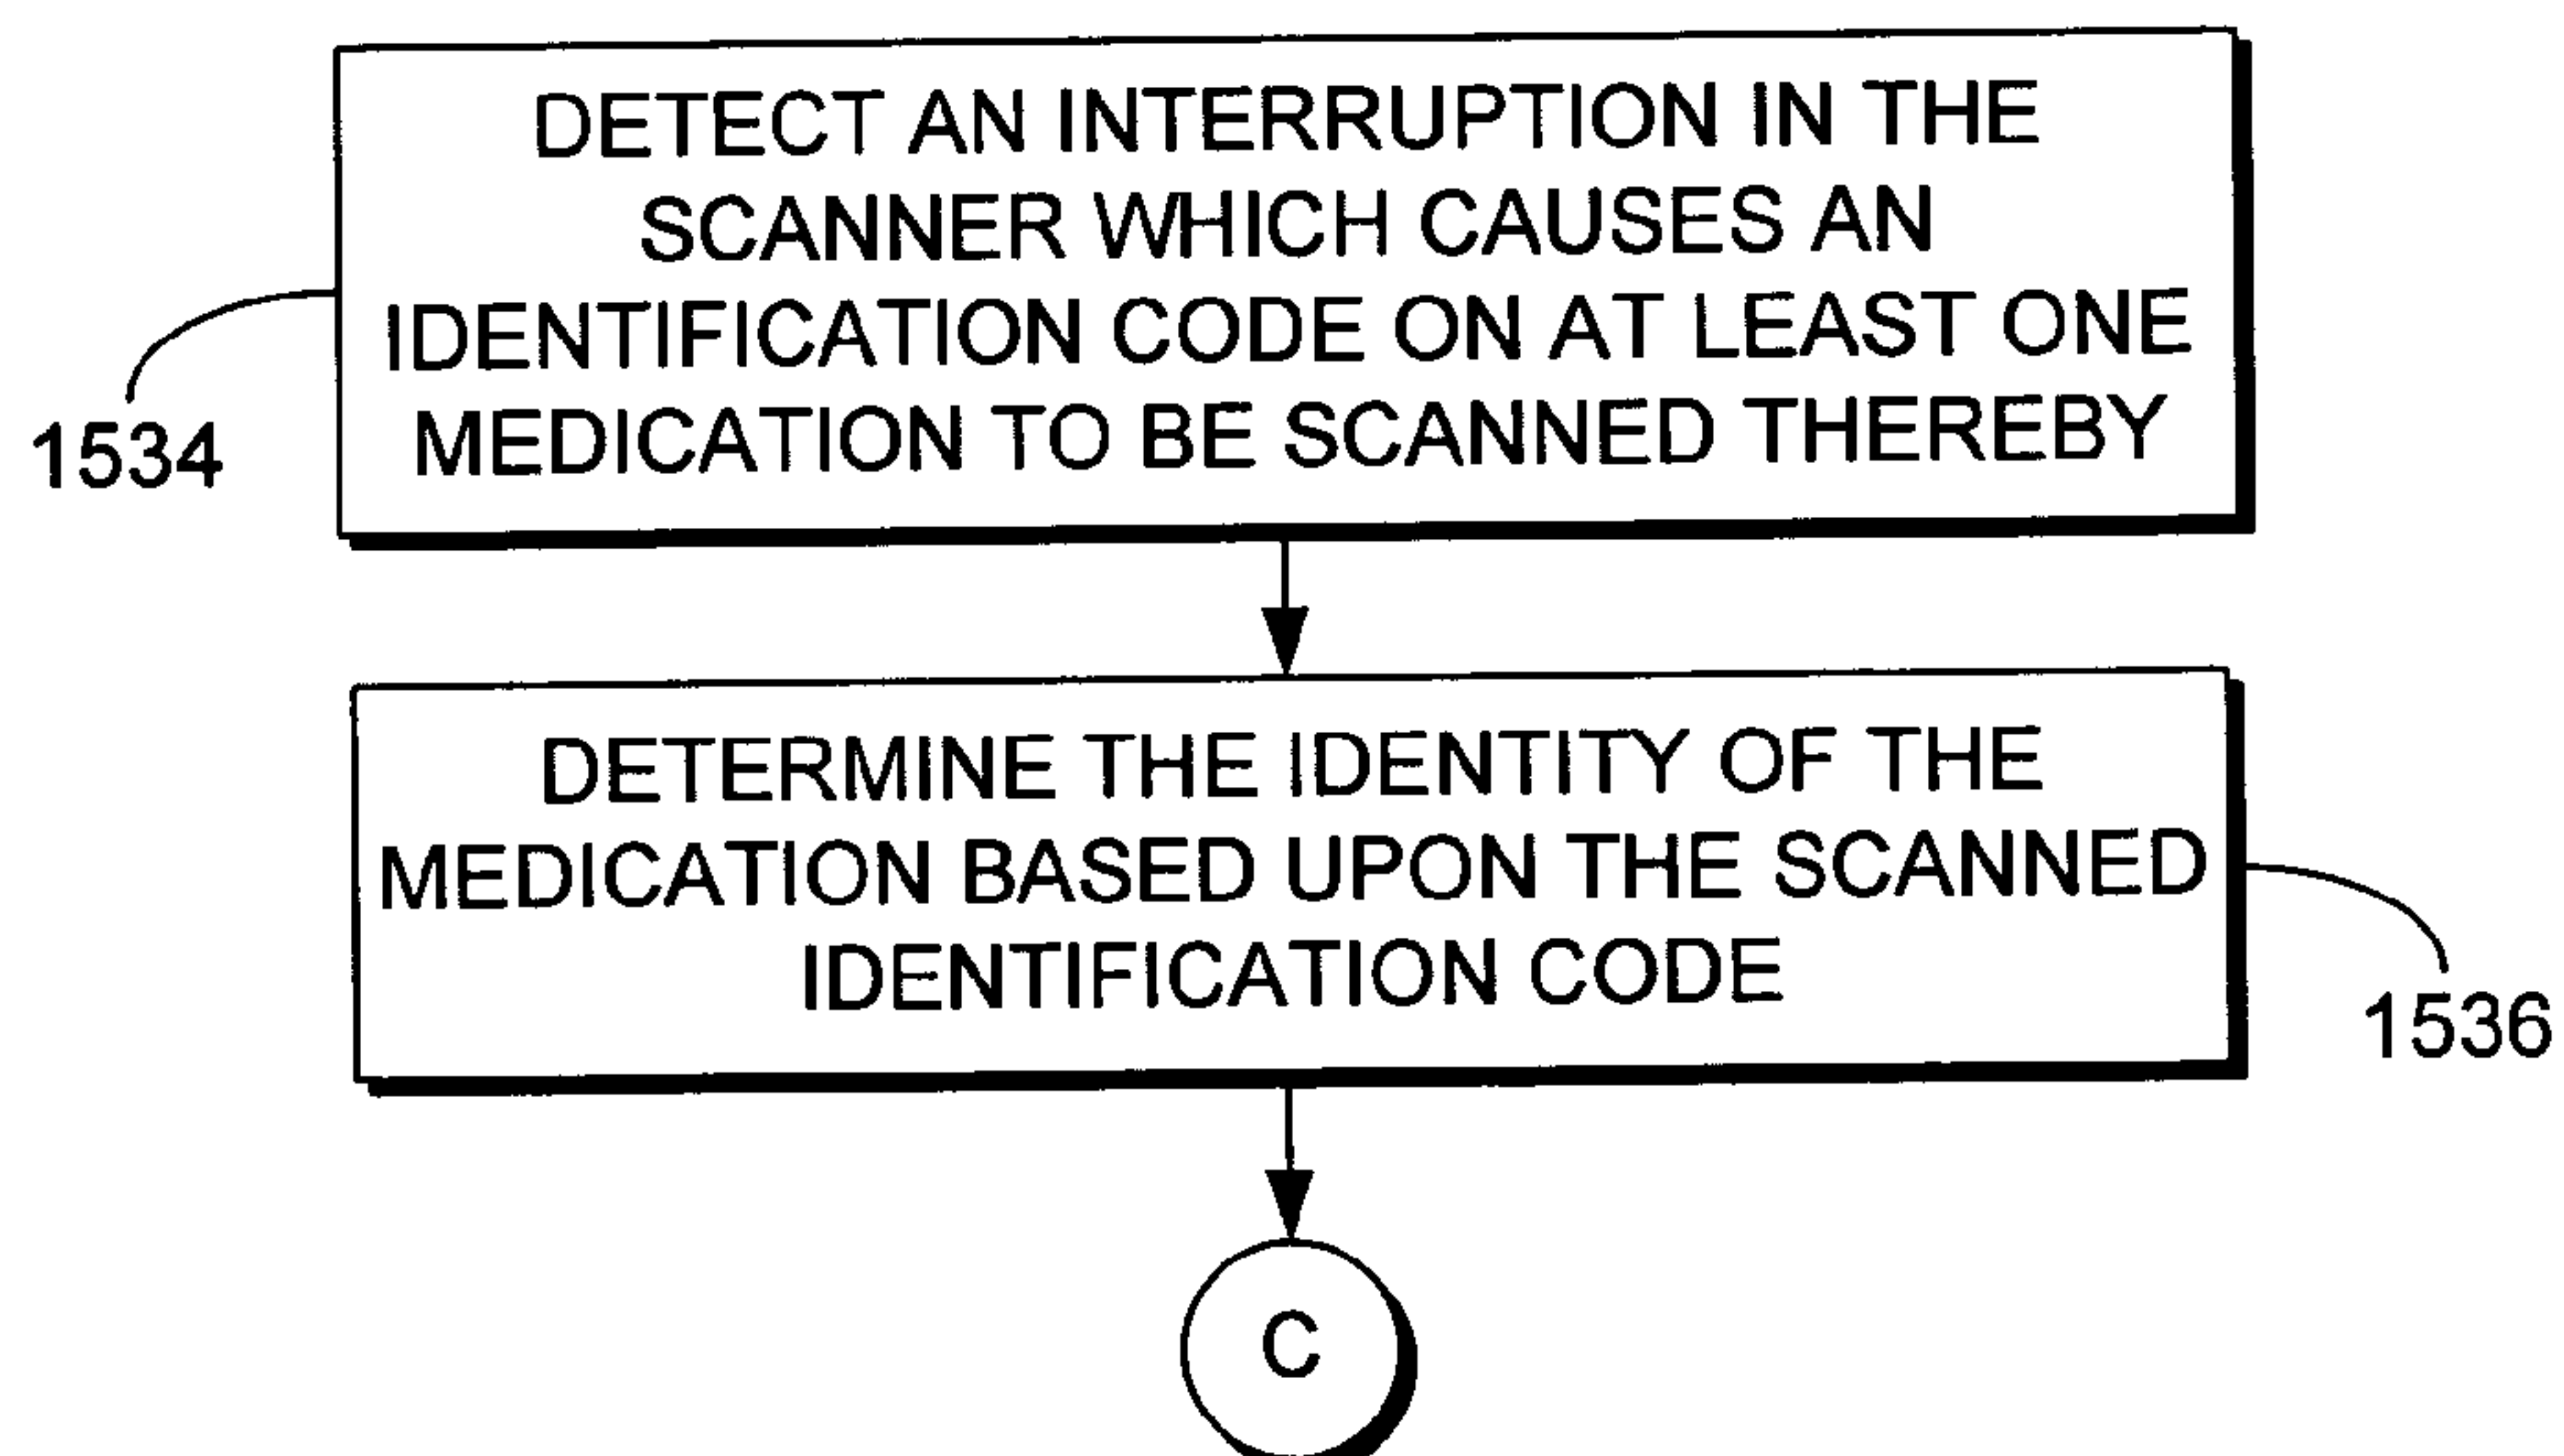 DETECT AN INTERRUPTION IN THE
SCANNER WHICH CAUSES AN
IDENTIFICATION CODE ON AT LEAST ONE
MEDICATION TO BE SCANNED THEREBY
1534
DETERMINE THE IDENTITY OF THE
MEDICATION BASED UPON THE SCANNED
IDENTIFICATION CODE
1536
C